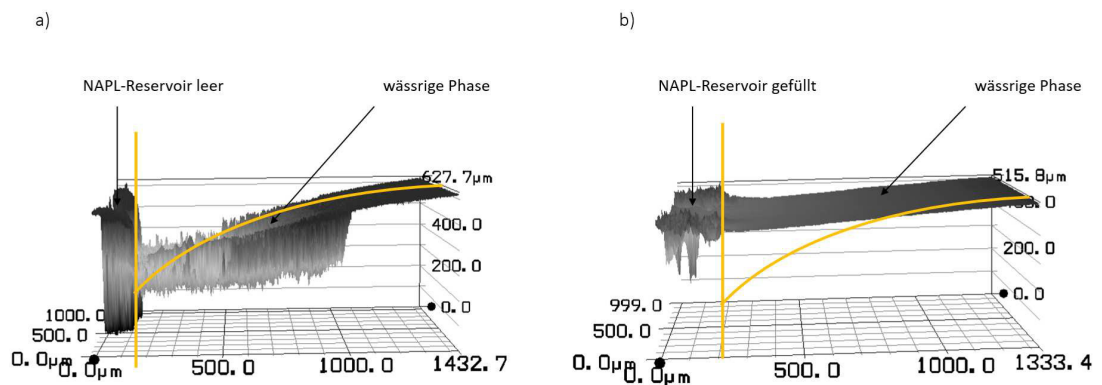 a)
NAPL-Reservoir leer
wässrige Phase
627.7µm
400.0
200.0
0.0
1000.0
500.0
0.0µm
0.0µm
500.0
1000.0
1432.7
b)
NAPL-Reservoir gefüllt
wässrige Phase
515.8µm
200.0
0.0
999.0
500.0
0.0µm
0.0µm
500.0
1000.0
1333.4